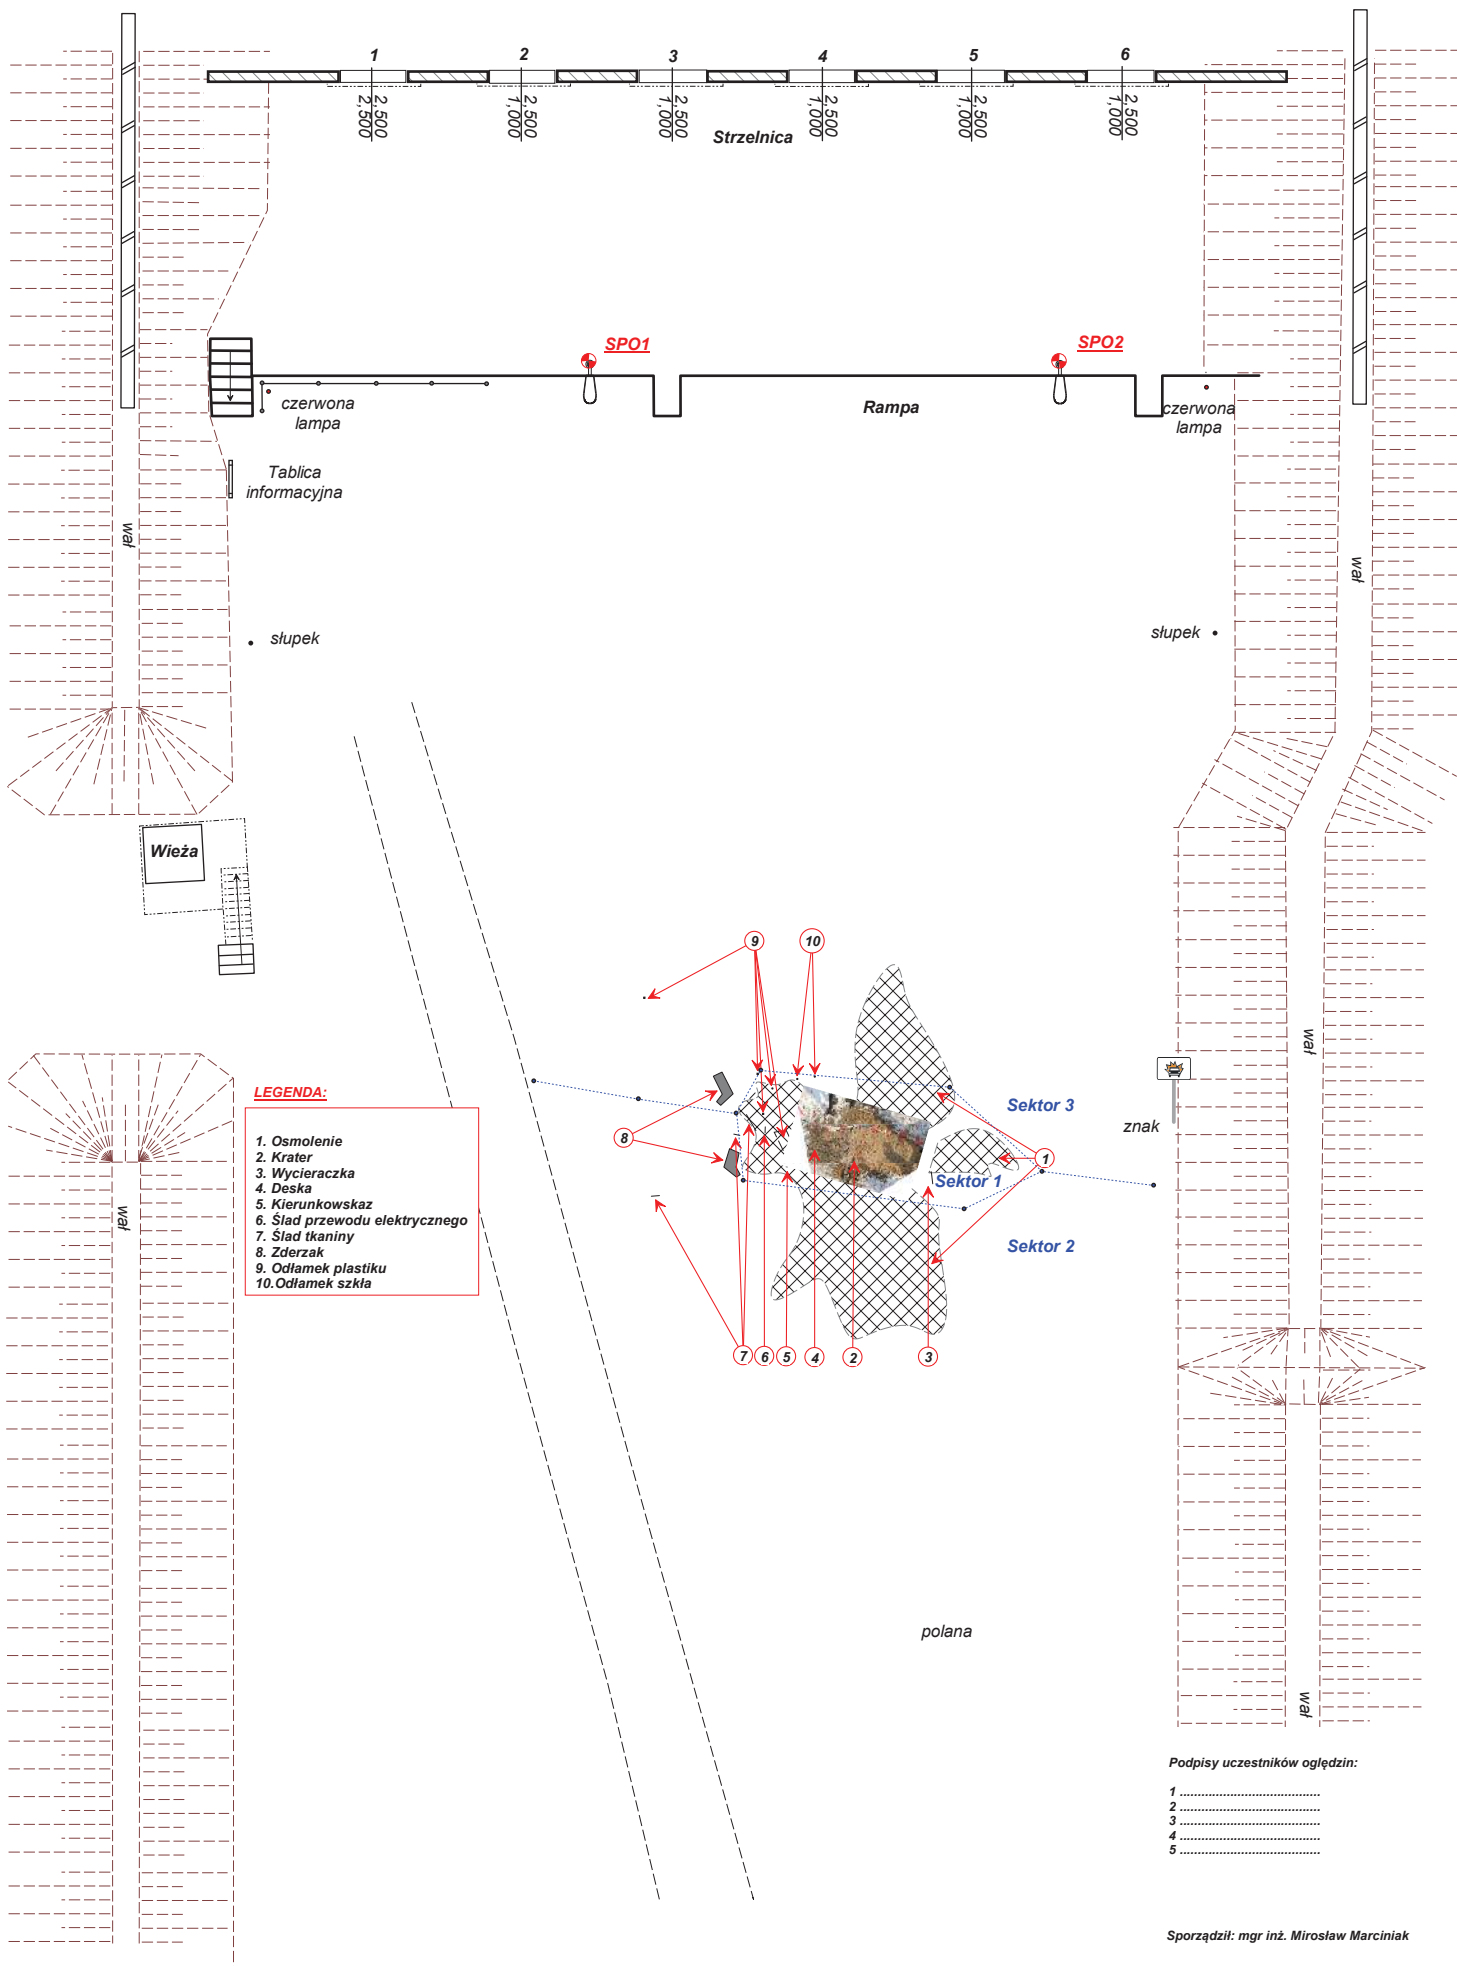 1 2 3 4 5 6
2,500 2,500 2,500 2,500 2,500 2,500
2,500 1,000 1,000 1,000 1,000 1,000
Strzelnica
SPO1 SPO2
czerwona
lampa
Rampa
czerwona
lampa
Tablica
informacyjna
wał
wał
słupek
słupek
Wieża
9 10
wał
LEGENDA:
1. Osmolenie
2. Krater
3. Wycieraczka
4. Deska
5. Kierunkowskaz
6. Ślad przewodu elektrycznego
7. Ślad tkaniny
8. Zderzak
9. Odłamek plastiku
10.Odłamek szkła
Sektor 3
znak
8
1
Sektor 1
wał
Sektor 2
7 6 5 4 2 3
polana
wał
Podpisy uczestników oględzin:
1 ......................................
2 ......................................
3 ......................................
4 ......................................
5 ......................................
Sporządził: mgr inż. Mirosław Marciniak